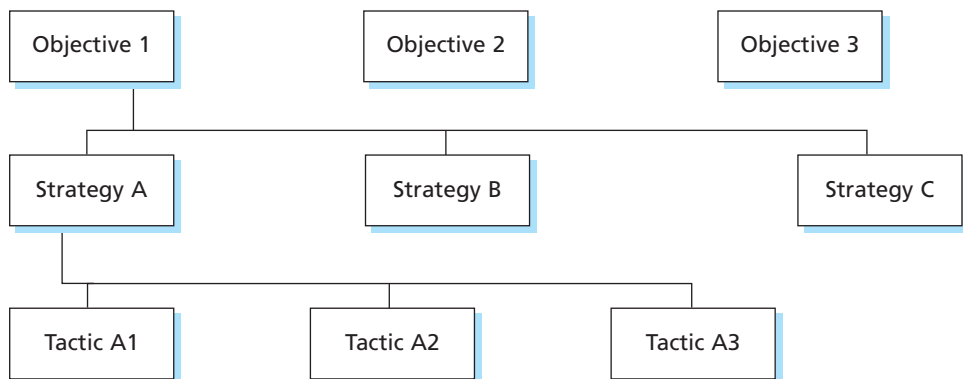 Objective 1
Objective 2
Objective 3
Strategy A
Strategy B
Strategy C
Tactic A1
Tactic A2
Tactic A3